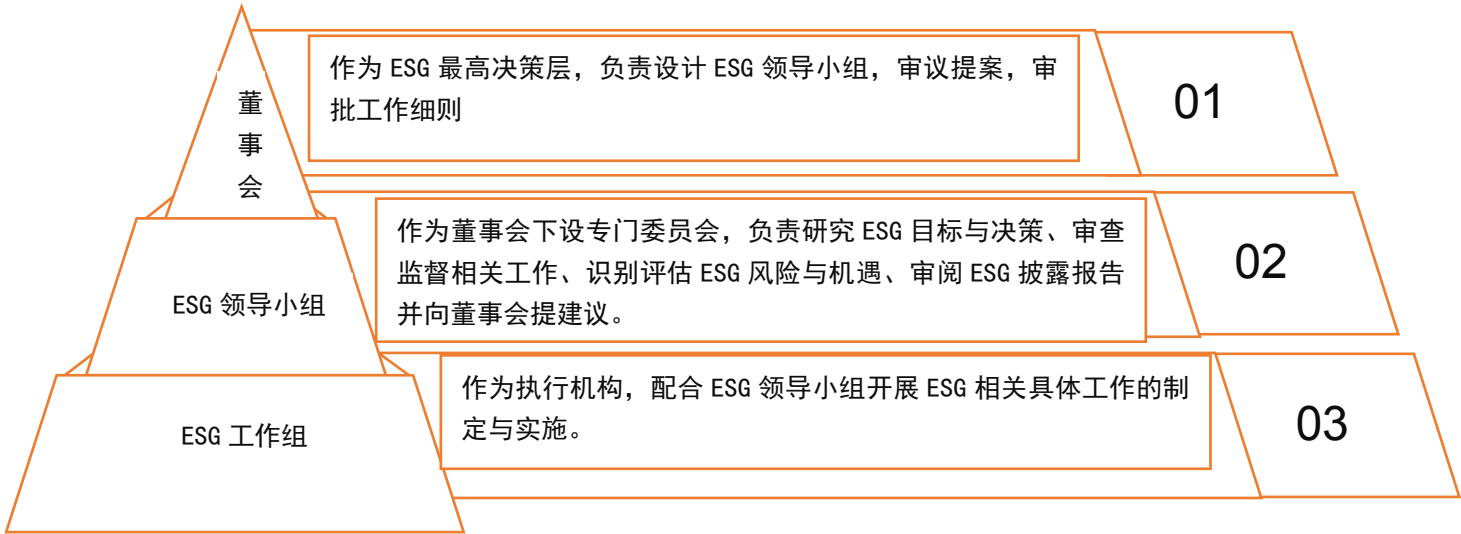 董
事
会
作为 ESG 最高决策层，负责设计 ESG 领导小组，审议提案，审
批工作细则
01
ESG 领导小组
作为董事会下设专门委员会，负责研究 ESG 目标与决策、审查
监督相关工作、识别评估 ESG 风险与机遇、审阅 ESG 披露报告
并向董事会提建议。
02
ESG 工作组
作为执行机构，配合 ESG 领导小组开展 ESG 相关具体工作的制
定与实施。
03